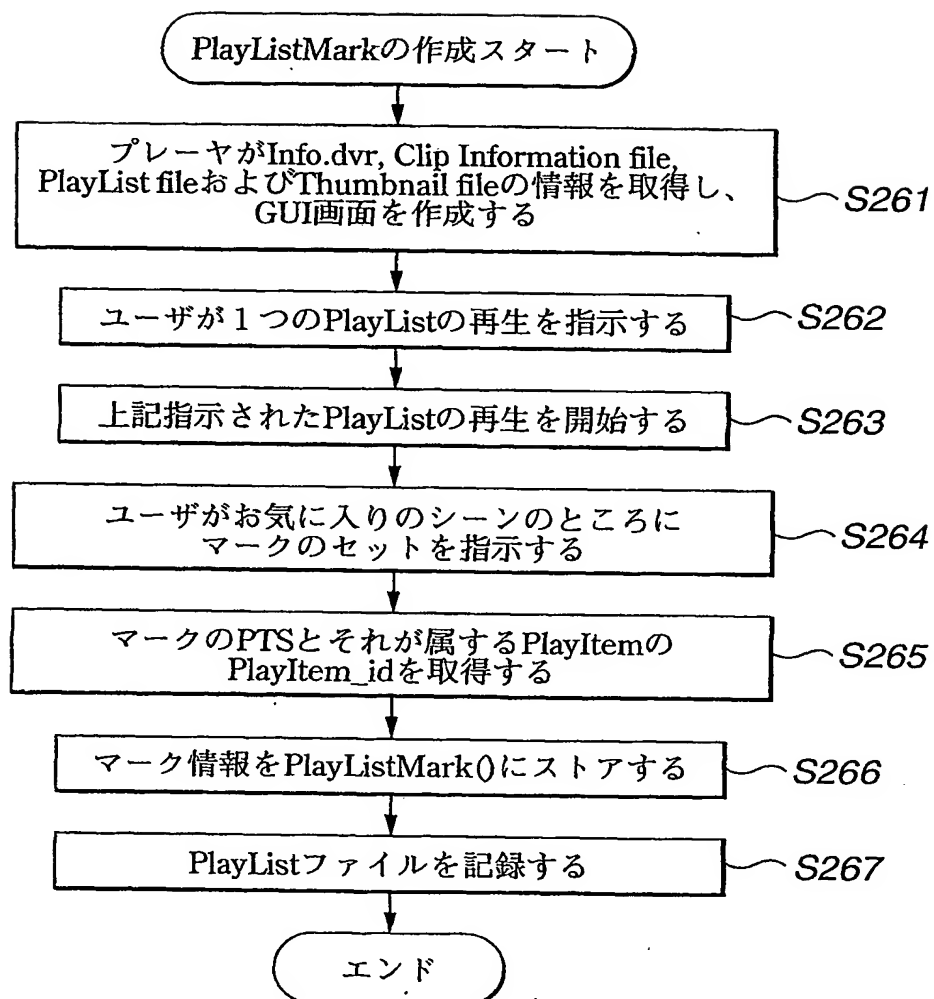 PlayListMarkの作成スタート
プレーヤがInfo.dvr, Clip Information file,
PlayList fileおよびThumbnail fileの情報を取得し、
GUI画面を作成する
S261
ユーザが1つのPlayListの再生を指示する
S262
上記指示されたPlayListの再生を開始する
S263
ユーザがお気に入りのシーンのところに
マークのセットを指示する
S264
マークのPTSとそれが属するPlayItemの
PlayItem_idを取得する
S265
マーク情報をPlayListMark()にストアする
S266
PlayListファイルを記録する
S267
エンド